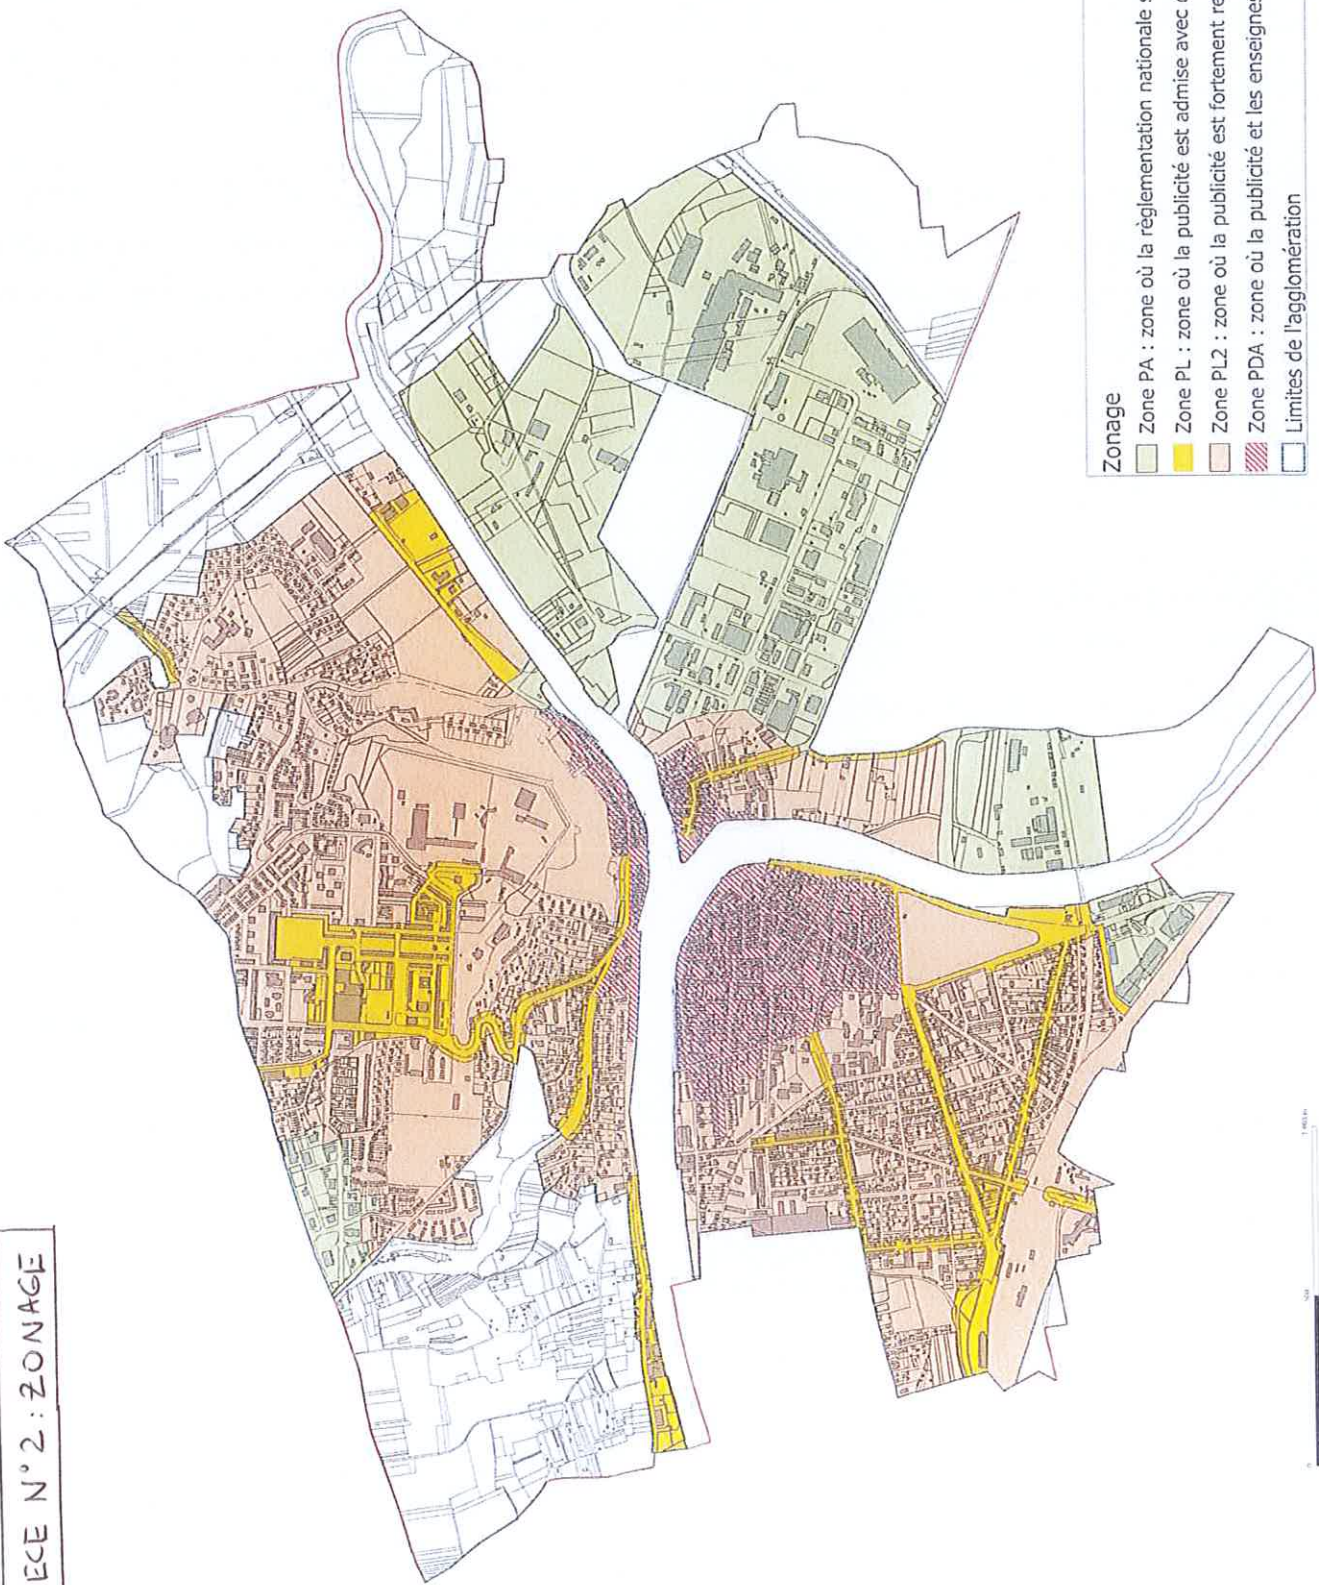 ECE N°2 : ZONAGE
Zonage
Zone PA : zone où la règlementation nationale
Zone PL : zone où la publicité est admise avec
Zone PL2 : zone où la publicité est fortement re
Zone PDA : zone où la publicité et les enseignes
Limites de l'agglomération
0